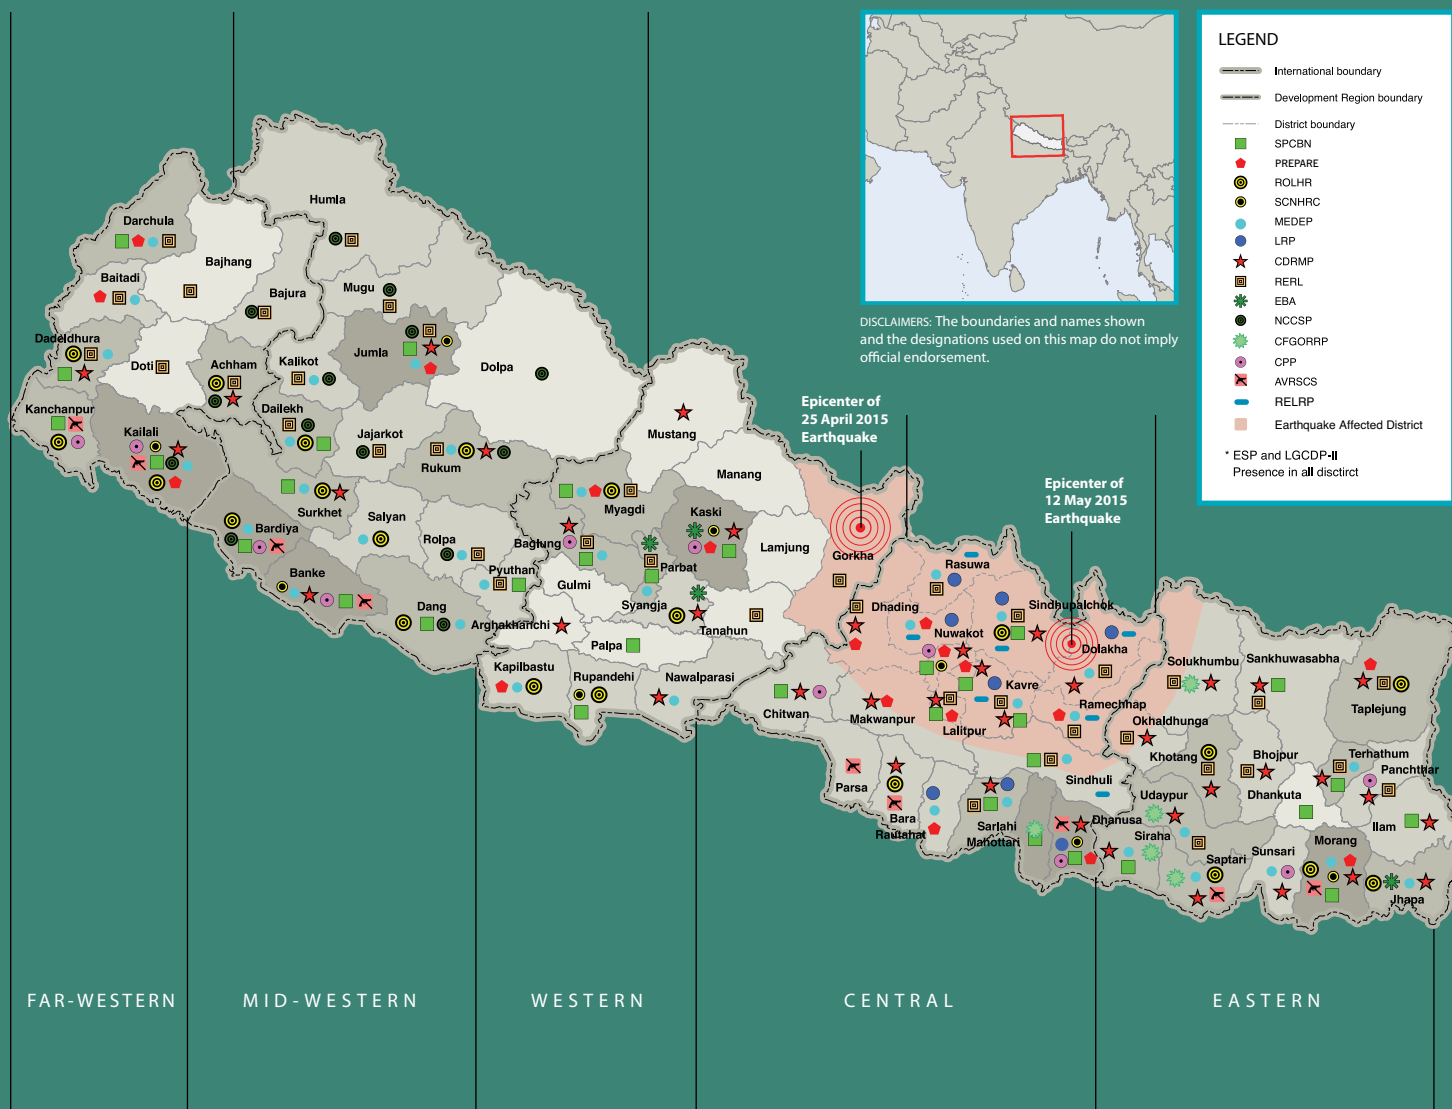 LEGEND
International boundary
Development Region boundary
District boundary
SPCBN
PREPARE
ROLHR
SCNHRC
MEDEP
LRP
CDRMP
RERL
EBA
NCCSP
CFGORRP
CPP
AVRSCS
RELRP
Earthquake Affected District
* ESP and LGCDP-II
Presence in all disctirct
DISCLAIMERS: The boundaries and names shown
and the designations used on this map do not imply
official endorsement.
Epicenter of
25 April 2015
Earthquake
Epicenter of
12 May 2015
Earthquake
Humla
Darchula
Bajhang
Baitadi
Bajura
Mugu
Dadeldhura
Doti
Achham
Kalikot
Jumla
Dolpa
Kanchanpur
Kailali
Dailekh
Jajarkot
Rukum
Mustang
Manang
Surkhet
Salyan
Rolpa
Myagdi
Kaski
Bardiya
Baglung
Parbat
Lamjung
Gorkha
Banke
Pyuthan
Gulmi
Syangja
Dang
Arghakhanchi
Tanahun
Palpa
Kapilbastu
Rupandehi
Nawalparasi
Rasuwa
Dhading
Sindhupalchok
Nuwakot
Dolakha
Kavre
Ramechhap
Chitwan
Makwanpur
Lalitpur
Sindhuli
Parsa
Bara
Rautahat
Sarlahi
Mahottari
Dhanusa
Solukhumbu
Sankhuwasabha
Taplejung
Okhaldhunga
Khotang
Bhojpur
Terhathum
Panchthar
Dhankuta
Udaypur
Ilam
Siraha
Saptari
Sunsari
Morang
Jhapa
FAR-WESTERN
MID-WESTERN
WESTERN
CENTRAL
EASTERN